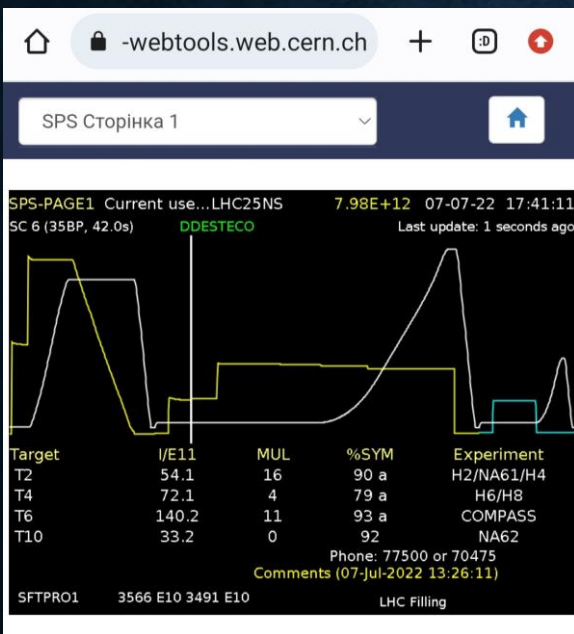 -webtools.web.cern.ch
:D
SPS Сторінка 1
SPS-PAGE1 Current use...LHC25NS 7.98E+12 07-07-22 17:41:11
SC 6 (35BP, 42.0s) DDESTECO Last update: 1 seconds ago
Target I/E11 MUL %SYM Experiment
T2 54.1 16 90 a H2/NA61/H4
T4 72.1 4 79 a H6/H8
T6 140.2 11 93 a COMPASS
T10 33.2 0 92 NA62
Phone: 77500 or 70475
Comments (07-Jul-2022 13:26:11)
SFTPRO1 3566 E10 3491 E10 LHC Filling